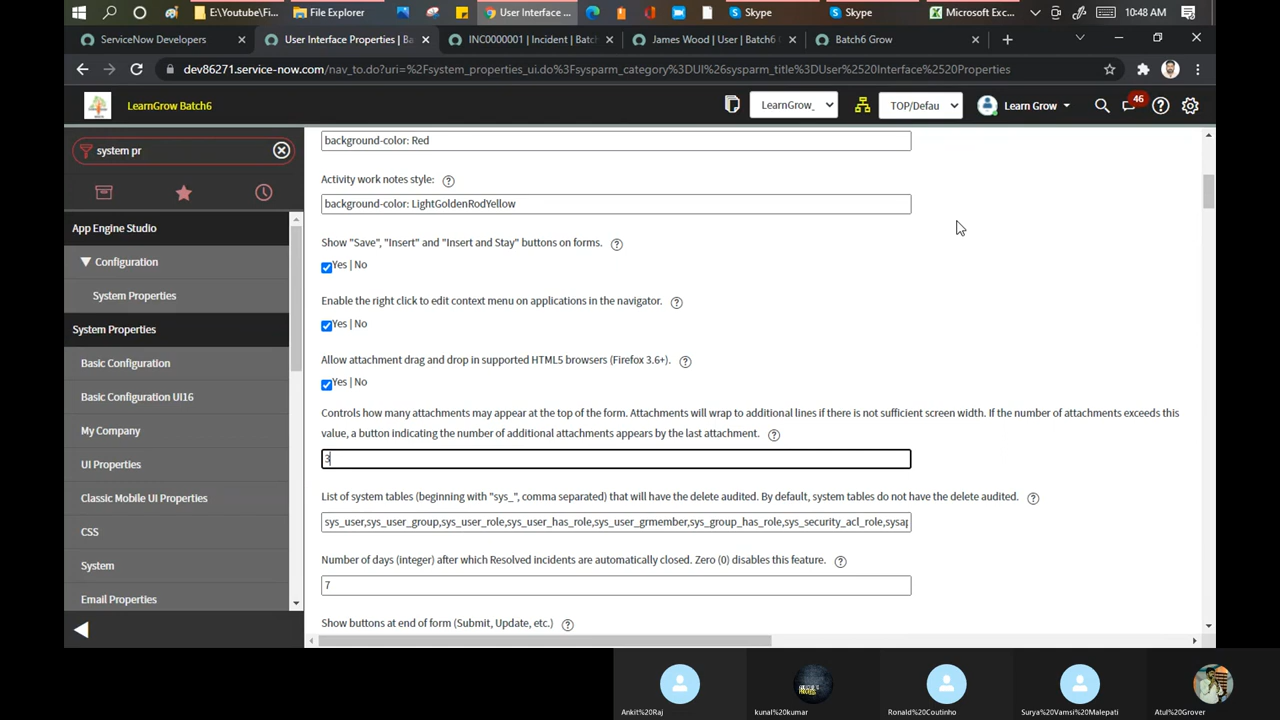 E:\Youtube\Fi...
File Explorer
User Interface ...
Skype
Skype
Microsoft Exc...
10:48 AM
ServiceNow Developers
User Interface Properties | Ba
INC0000001 | Incident | Batch
James Wood | User | Batch6
Batch6 Grow
dev86271.service-now.com/nav_to.do?uri=%2Fsystem_properties_ui.do%3Fsysparm_category%3DUI%26sysparm_title%3DUser%2520Interface%2520Properties
LearnGrow Batch6
LearnGrow_
TOP/Defau
Learn Grow
46
system pr
App Engine Studio
Configuration
System Properties
System Properties
Basic Configuration
Basic Configuration UI16
My Company
UI Properties
Classic Mobile UI Properties
CSS
System
Email Properties
background-color: Red
Activity work notes style:
background-color: LightGoldenRodYellow
Show "Save", "Insert" and "Insert and Stay" buttons on forms.
Yes | No
Enable the right click to edit context menu on applications in the navigator.
Yes | No
Allow attachment drag and drop in supported HTML5 browsers (Firefox 3.6+).
Yes | No
Controls how many attachments may appear at the top of the form. Attachments will wrap to additional lines if there is not sufficient screen width. If the number of attachments exceeds this
value, a button indicating the number of additional attachments appears by the last attachment.
3
List of system tables (beginning with "sys_", comma separated) that will have the delete audited. By default, system tables do not have the delete audited.
sys_user,sys_user_group,sys_user_role,sys_user_has_role,sys_user_grmember,sys_group_has_role,sys_security_acl_role,sysap
Number of days (integer) after which Resolved incidents are automatically closed. Zero (0) disables this feature.
7
Show buttons at end of form (Submit, Update, etc.)
Ankit%20Raj
kunal%20kumar
Ronald%20Coutinho
Surya%20Vamsi%20Malepati
Atul%20Grover